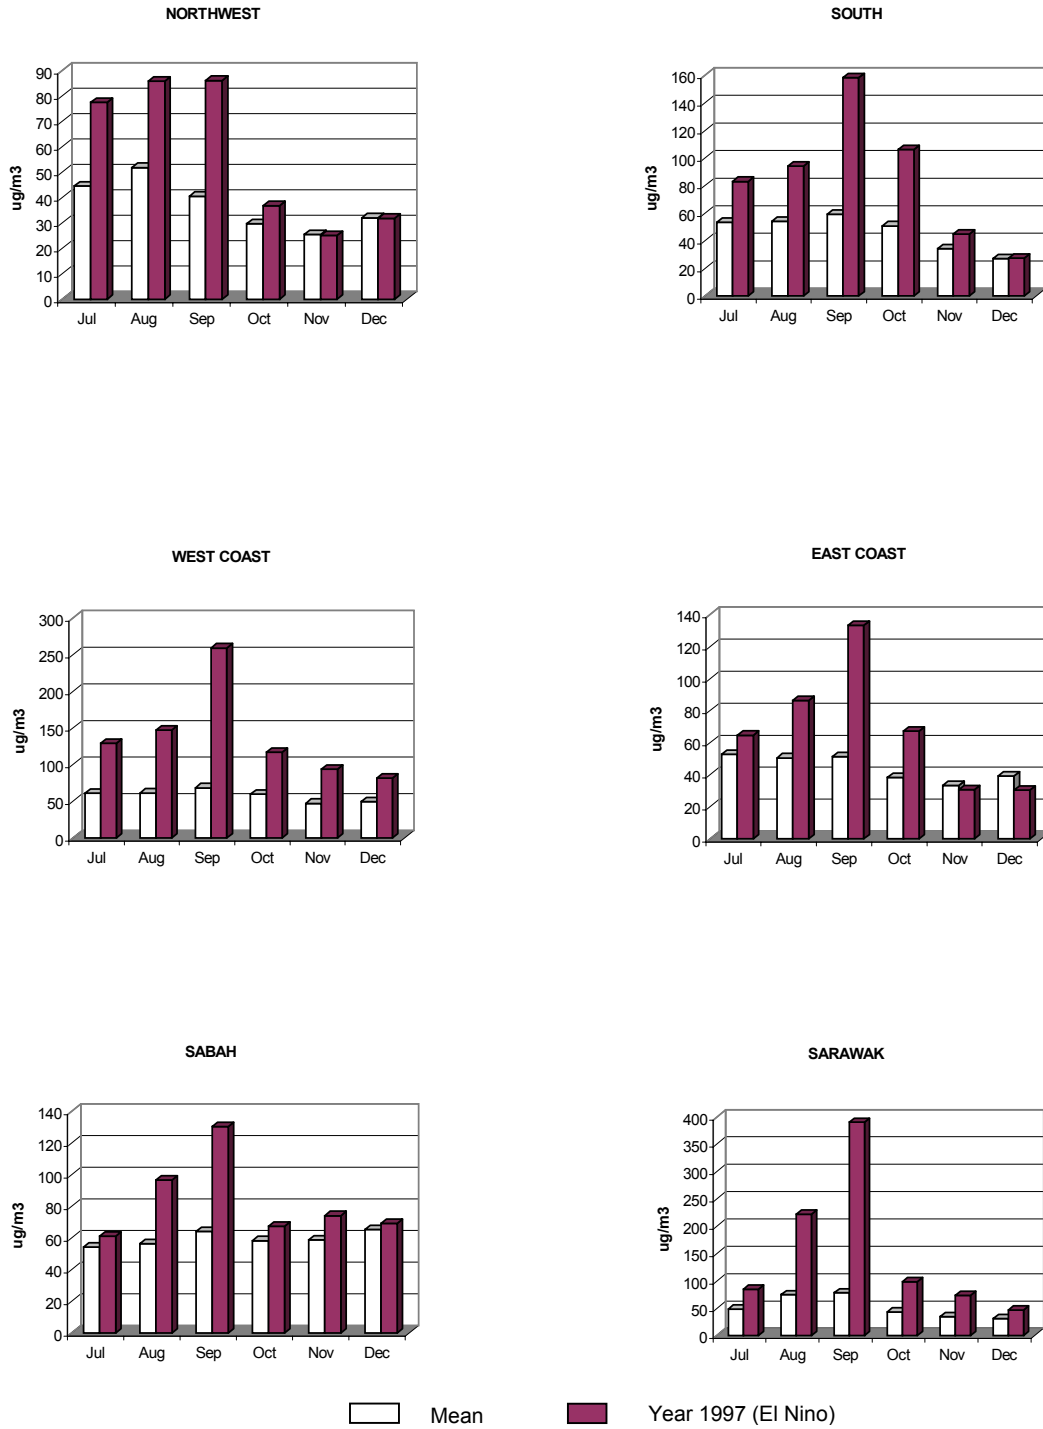 NORTHWEST
ug/m3
90
80
70
60
50
40
30
20
10
0
Jul Aug Sep Oct Nov Dec
SOUTH
ug/m3
160
140
120
100
80
60
40
20
0
Jul Aug Sep Oct Nov Dec
WEST COAST
ug/m3
300
250
200
150
100
50
0
Jul Aug Sep Oct Nov Dec
EAST COAST
ug/m3
140
120
100
80
60
40
20
0
Jul Aug Sep Oct Nov Dec
SABAH
ug/m3
140
120
100
80
60
40
20
0
Jul Aug Sep Oct Nov Dec
SARAWAK
ug/m3
400
350
300
250
200
150
100
50
0
Jul Aug Sep Oct Nov Dec
Mean Year 1997 (El Nino)